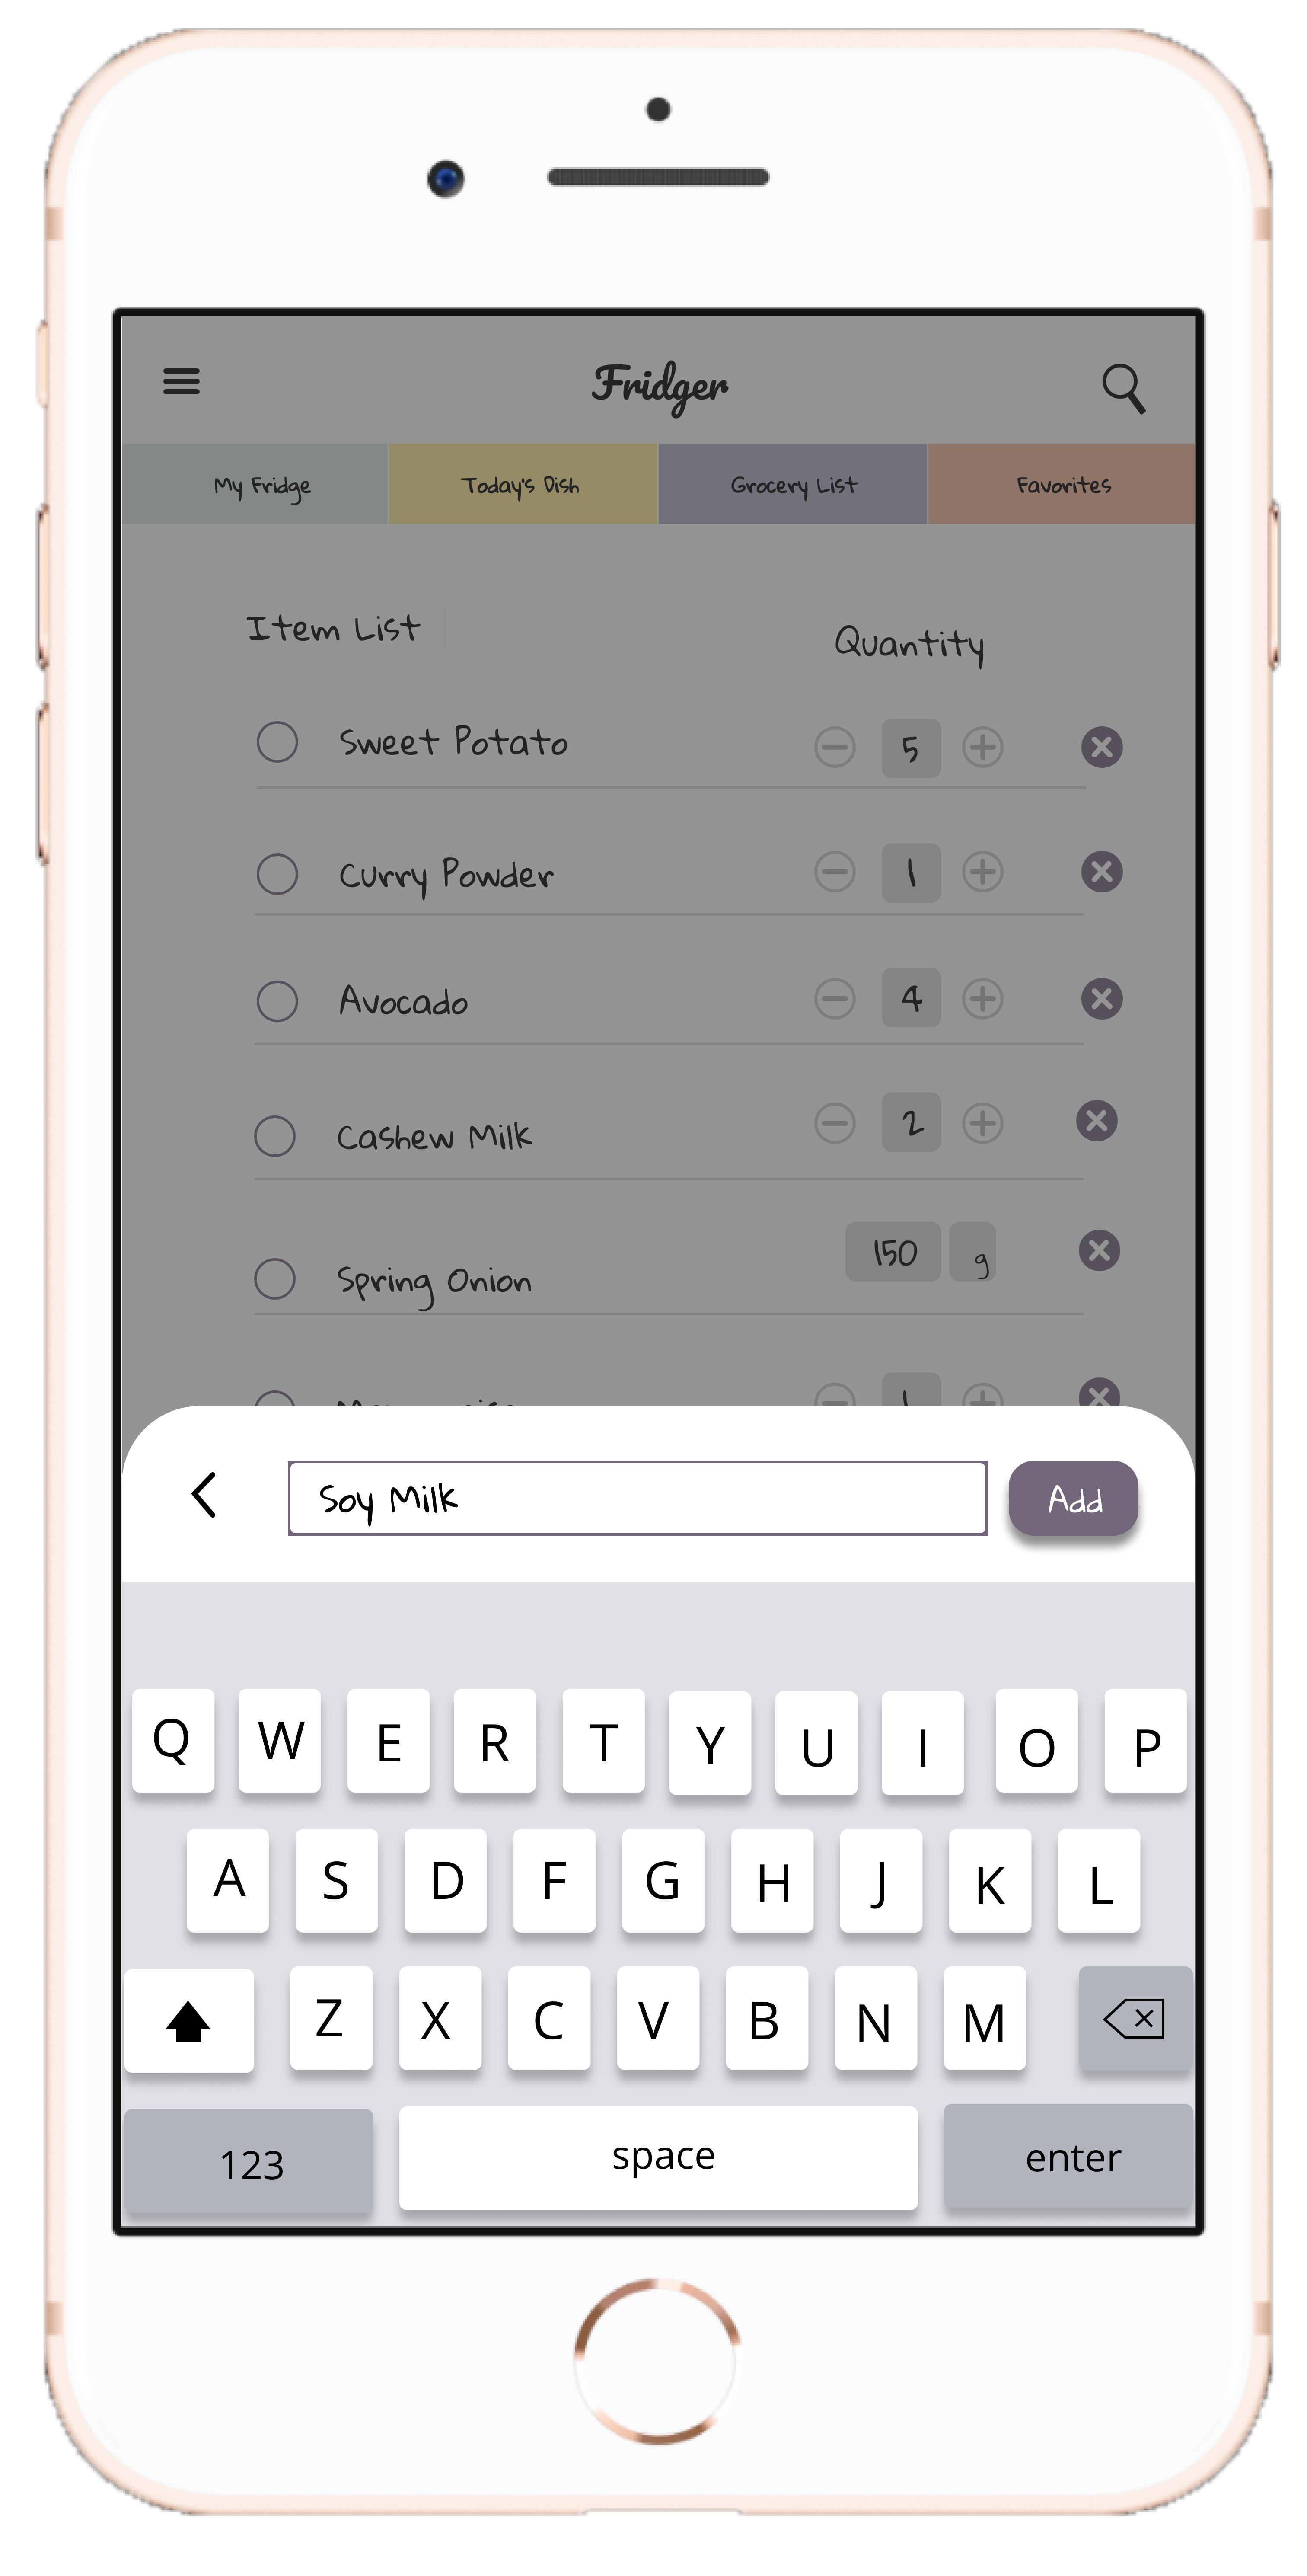 Fridger
My Fridge Today's Dish Grocery List Favorites
Item List
Quantity
Sweet Potato 5
Curry Powder 1
Avocado 4
Cashew Milk 2
Spring Onion 150 g
1
Soy Milk Add
Q W E R T Y U I O P
A S D F G H J K L
Z X C V B N M
123 space enter